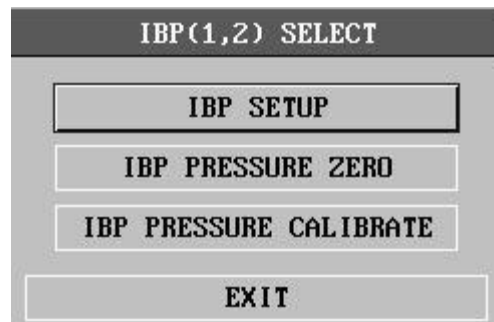 IBP(1,2) SELECT
IBP SETUP
IBP PRESSURE ZERO
IBP PRESSURE CALIBRATE
EXIT